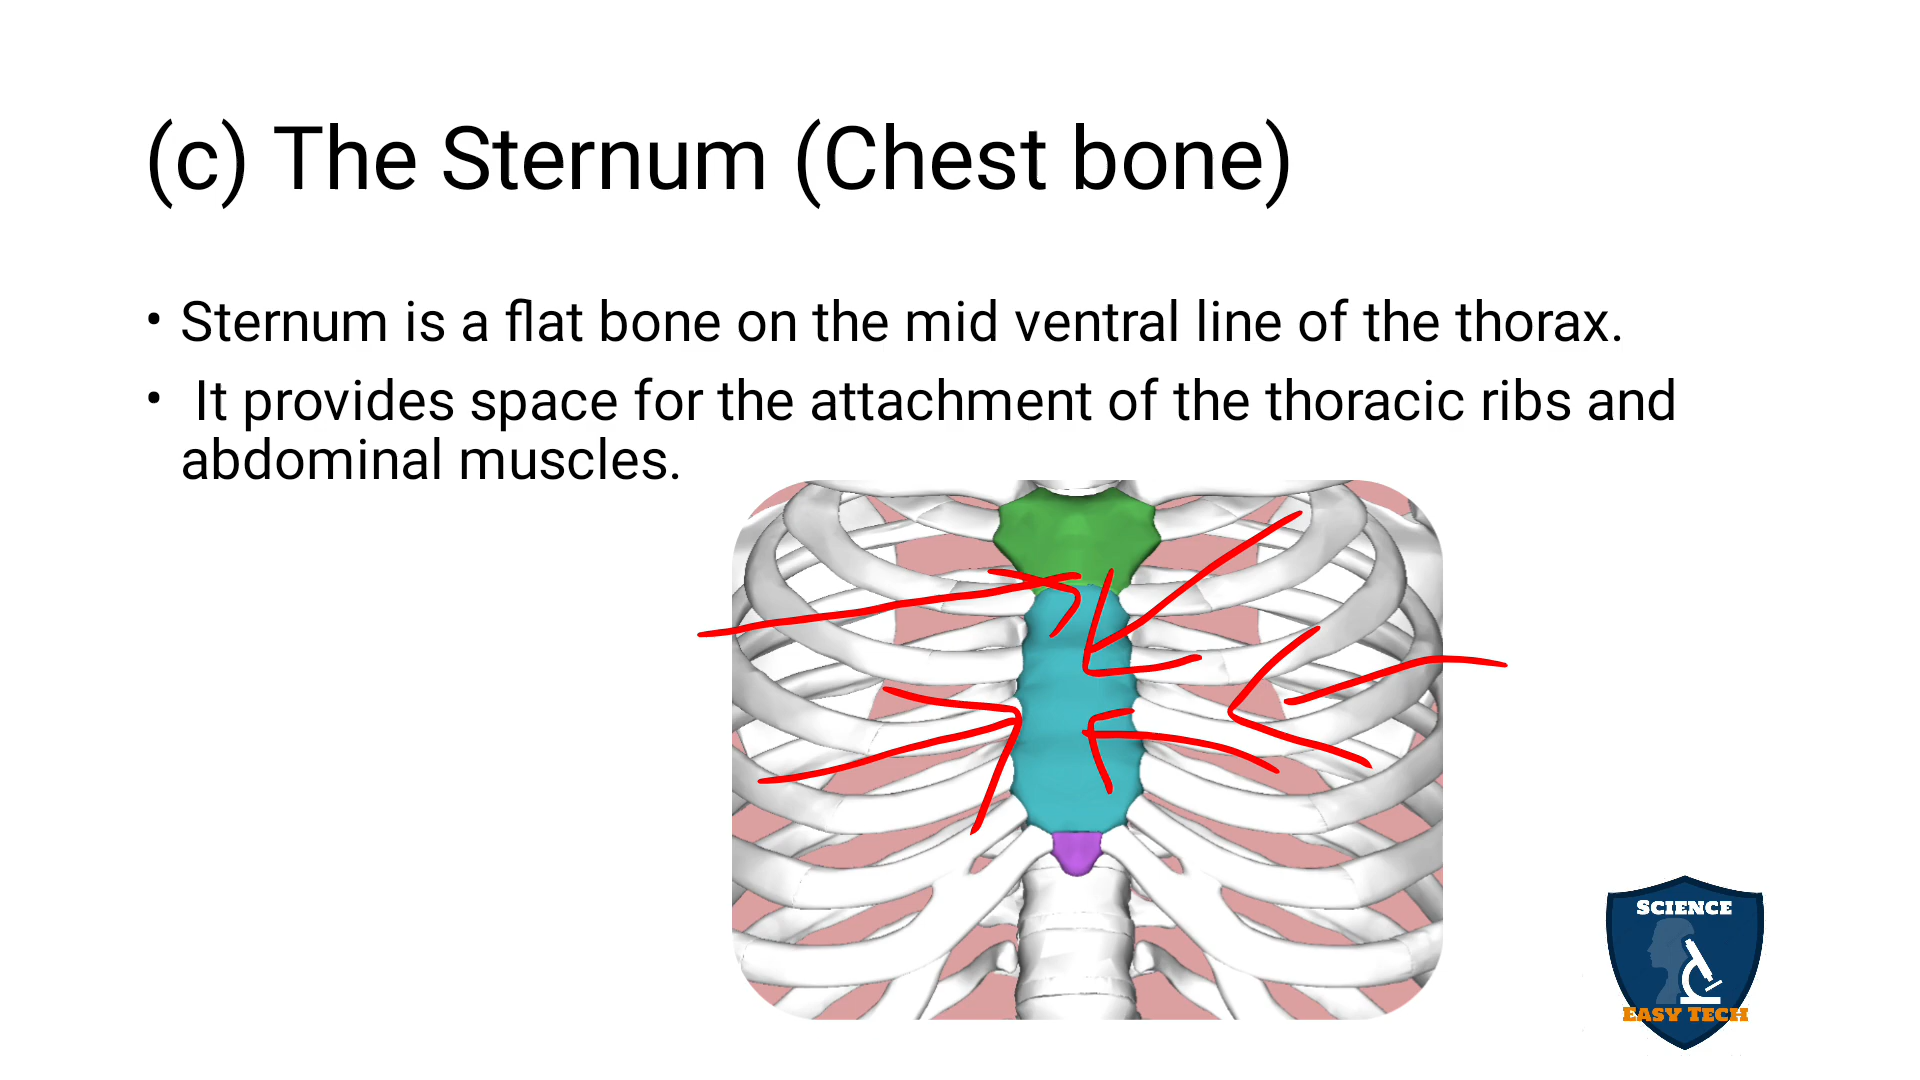 (c) The Sternum (Chest bone)
• Sternum is a flat bone on the mid ventral line of the thorax.
• It provides space for the attachment of the thoracic ribs and
abdominal muscles.
SCIENCE
EASY TECH